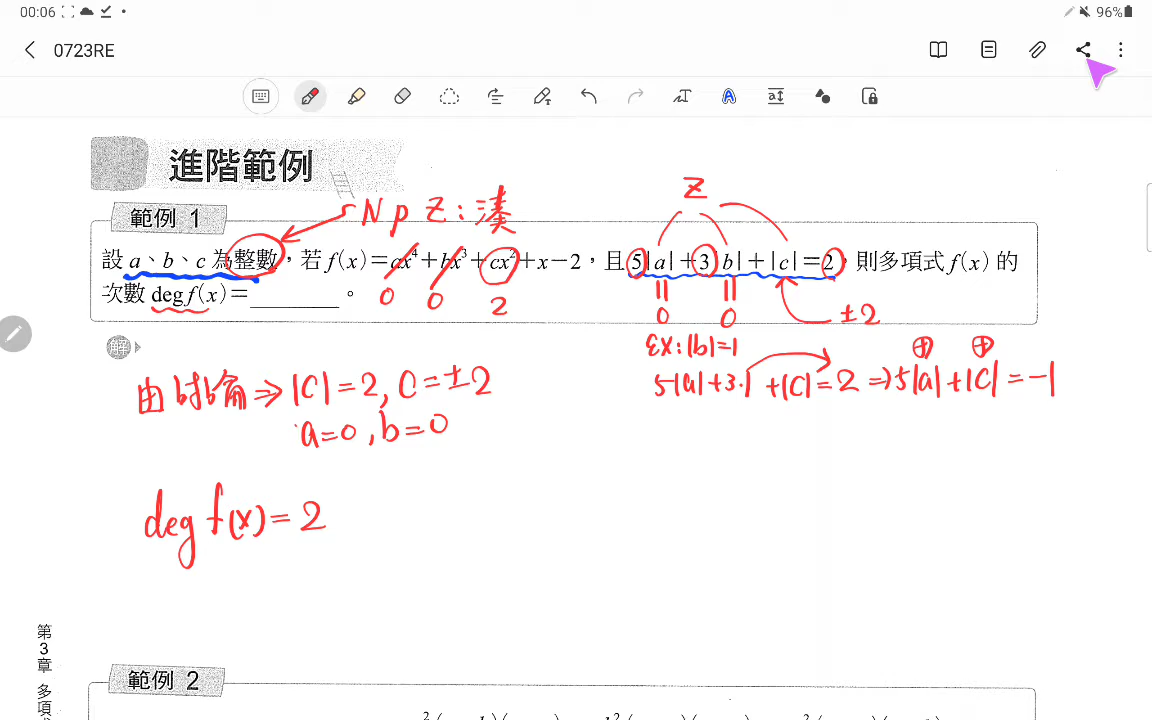 00:06
96%
0723RE
進階範例
範例 1
N p Z:湊
Z
設 a、b、c 為整數,若 f(x)=ax⁴+bx³+cx²+x−2,且 5|a|+3|b|+|c|=2,則多項式 f(x) 的
次數 deg f(x)=________。
0 0 2
0 0 ±2
解
Ex:|b|=1
5|a|+3·1+|c|=2⇒5|a|+|c|=-1
⊕ ⊕
由討論⇒|C|=2, C=±2
a=0, b=0
deg f(x)=2
第3章 多項
範例 2